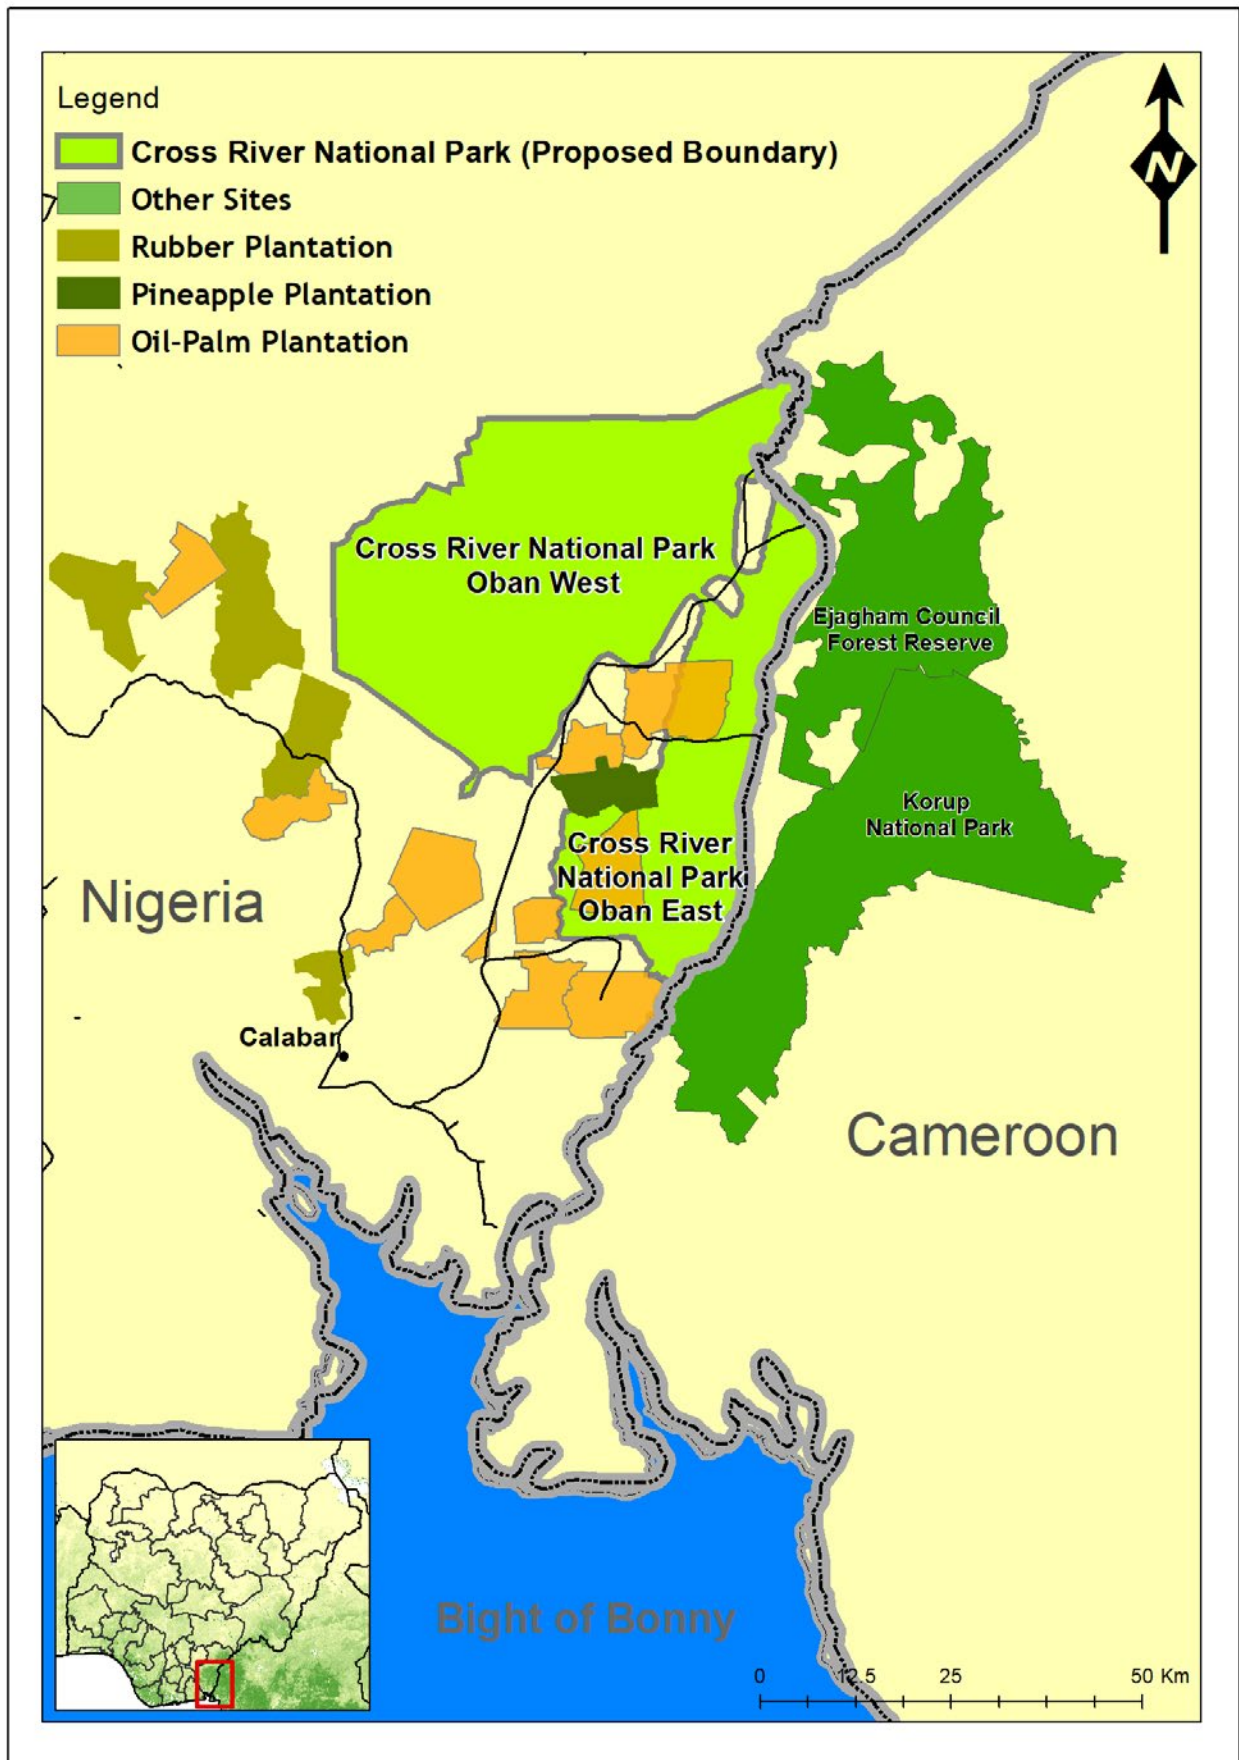 Legend
Cross River National Park (Proposed Boundary)
Other Sites
Rubber Plantation
Pineapple Plantation
Oil-Palm Plantation
N
Cross River National Park
Oban West
Ejagham Council
Forest Reserve
Korup
National Park
Cross River
National Park
Oban East
Nigeria
Calabar
Cameroon
Bight of Bonny
0 12.5 25 50 Km